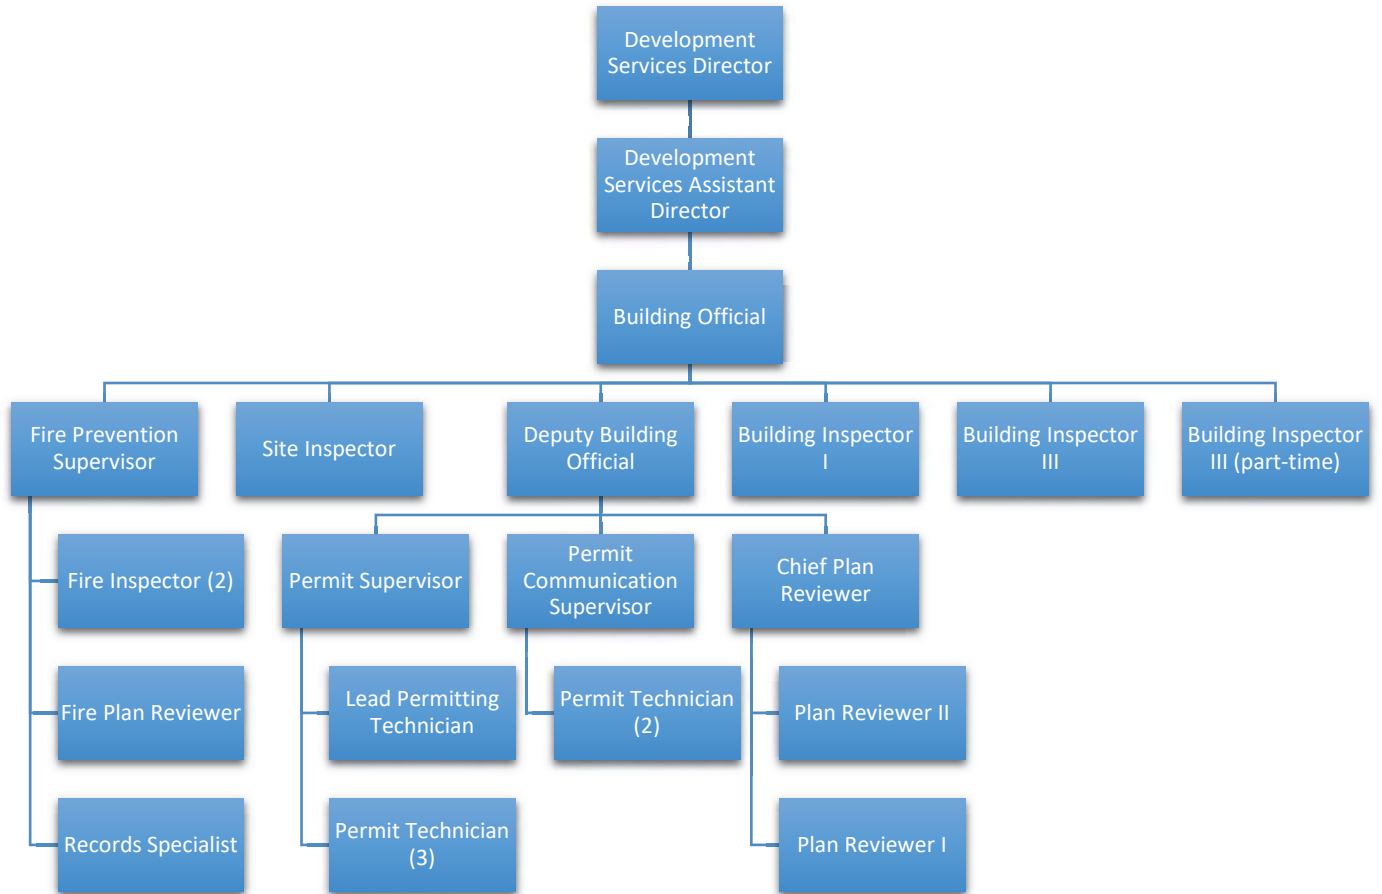 Development
Services Director
Development
Services Assistant
Director
Building Official
Fire Prevention
Supervisor
Site Inspector
Deputy Building
Official
Building Inspector
I
Building Inspector
III
Building Inspector
III (part-time)
Fire Inspector (2)
Permit Supervisor
Permit
Communication
Supervisor
Chief Plan
Reviewer
Fire Plan Reviewer
Lead Permitting
Technician
Permit Technician
(2)
Plan Reviewer II
Records Specialist
Permit Technician
(3)
Plan Reviewer I